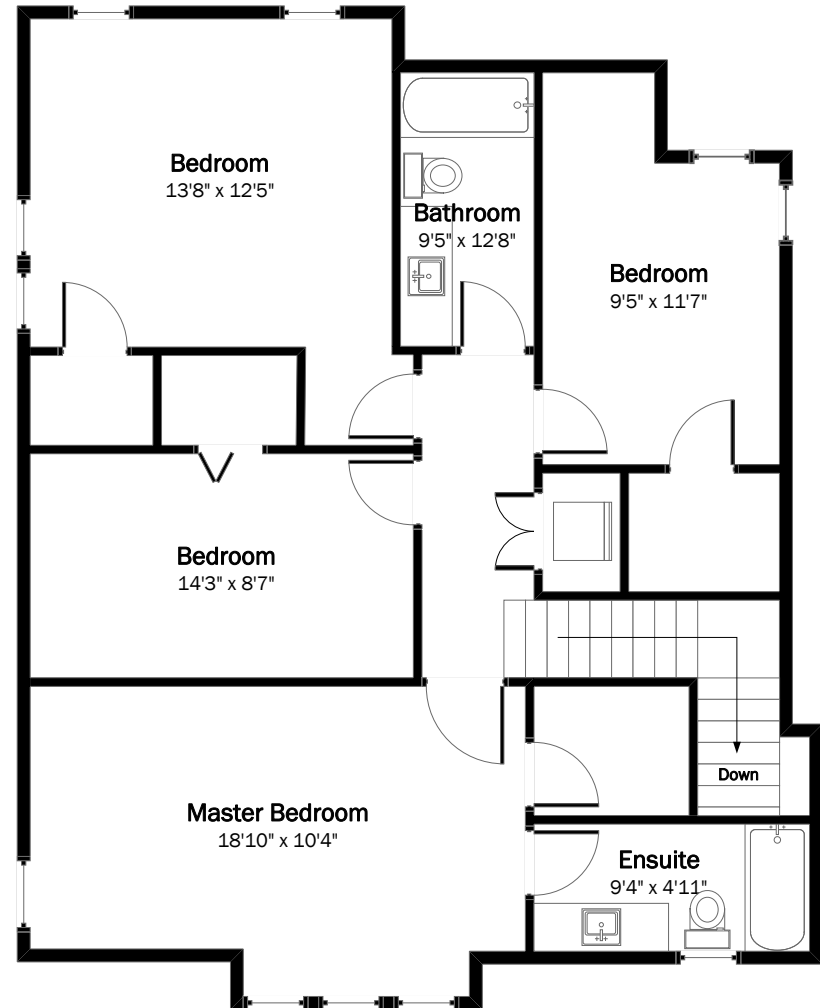 Bedroom
13'8" x 12'5"
Bathroom
9'5" x 12'8"
Bedroom
9'5" x 11'7"
Bedroom
14'3" x 8'7"
Down
Master Bedroom
18'10" x 10'4"
Ensuite
9'4" x 4'11"